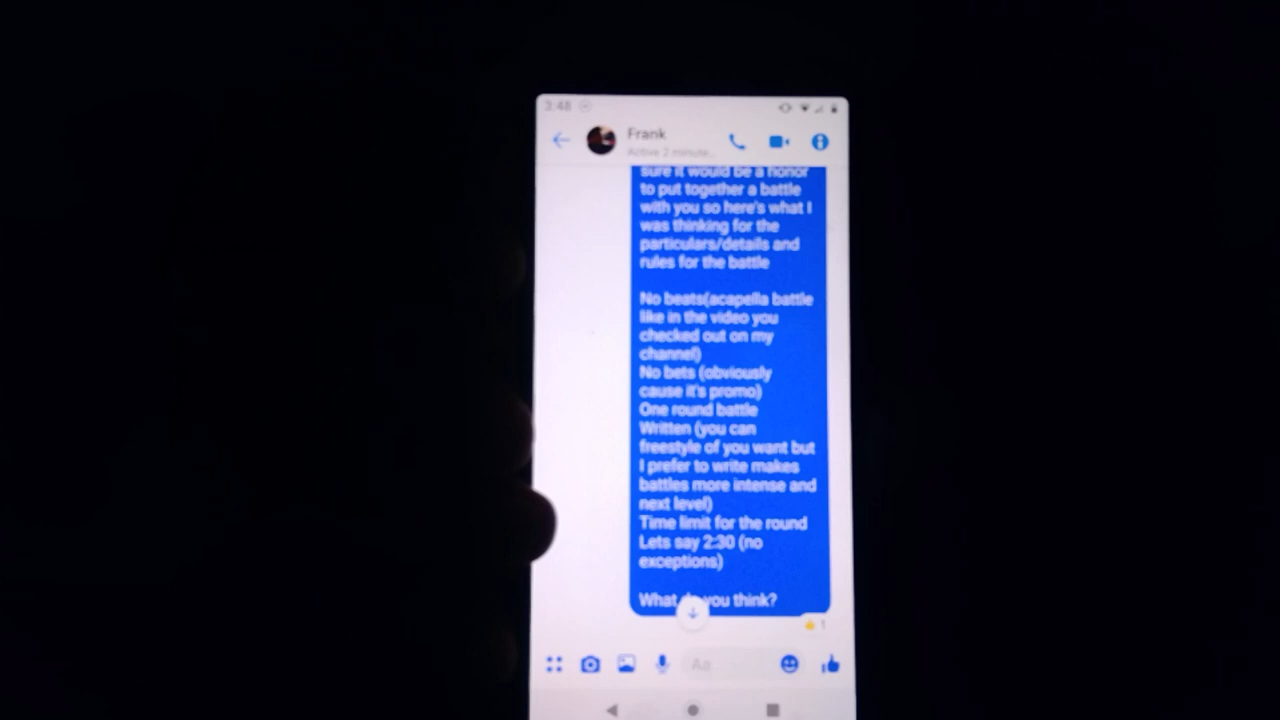 3:48
Frank
Active 2 minute...
sure it would be a honor
to put together a battle
with you so here's what I
was thinking for the
particulars/details and
rules for the battle
No beats(acapella battle
like in the video you
checked out on my
channel)
No bets (obviously
cause it's promo)
One round battle
Written (you can
freestyle of you want but
I prefer to write makes
battles more intense and
next level)
Time limit for the round
Lets say 2:30 (no
exceptions)
What do you think?
1
Aa